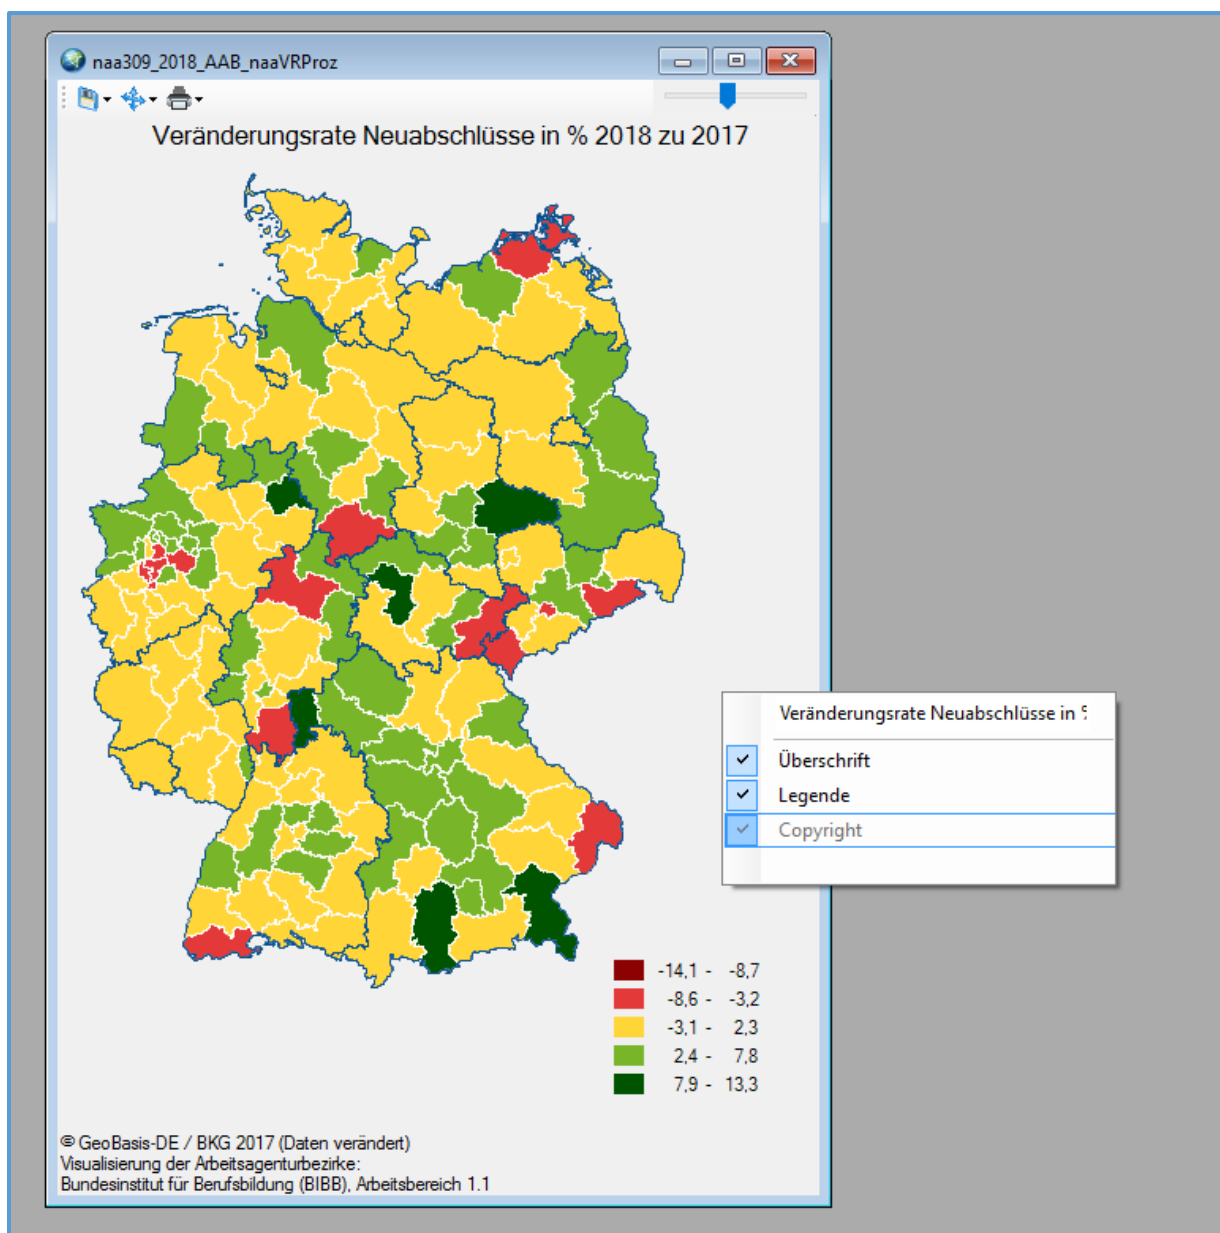 naa309_2018_AAB_naaVRProz
Veränderungsrate Neuabschlüsse in % 2018 zu 2017
Veränderungsrate Neuabschlüsse in %
Überschrift
Legende
Copyright
-14,1 - -8,7
-8,6 - -3,2
-3,1 - 2,3
2,4 - 7,8
7,9 - 13,3
© GeoBasis-DE / BKG 2017 (Daten verändert)
Visualisierung der Arbeitsagenturbezirke:
Bundesinstitut für Berufsbildung (BIBB), Arbeitsbereich 1.1